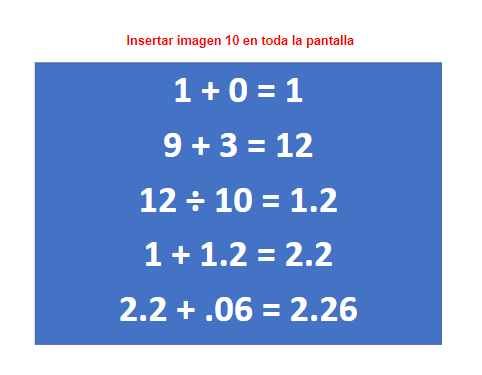 Insertar imagen 10 en toda la pantalla
1 + 0 = 1
9 + 3 = 12
12 ÷ 10 = 1.2
1 + 1.2 = 2.2
2.2 + .06 = 2.26